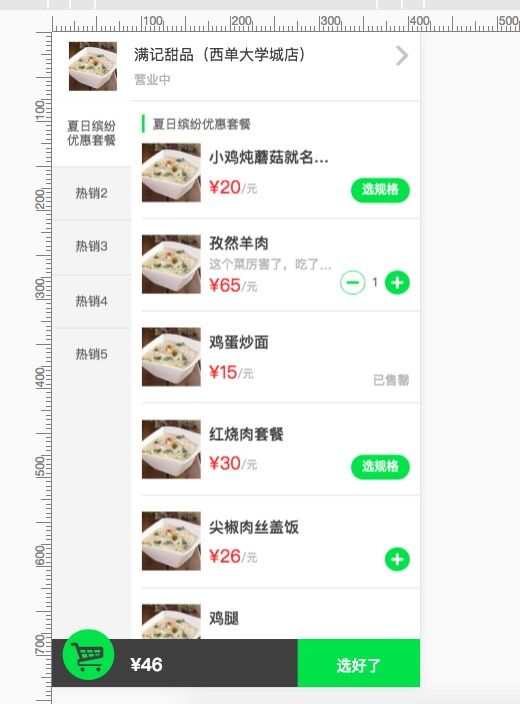 100 200 300 400 500
100
200
300
400
500
600
700
满记甜品（西单大学城店）
营业中
夏日缤纷
优惠套餐
热销2
热销3
热销4
热销5
夏日缤纷优惠套餐
小鸡炖蘑菇就名...
¥20/元
选规格
孜然羊肉
这个菜厉害了，吃了...
¥65/元
1
鸡蛋炒面
¥15/元
已售罄
红烧肉套餐
¥30/元
选规格
尖椒肉丝盖饭
¥26/元
鸡腿
¥46
选好了